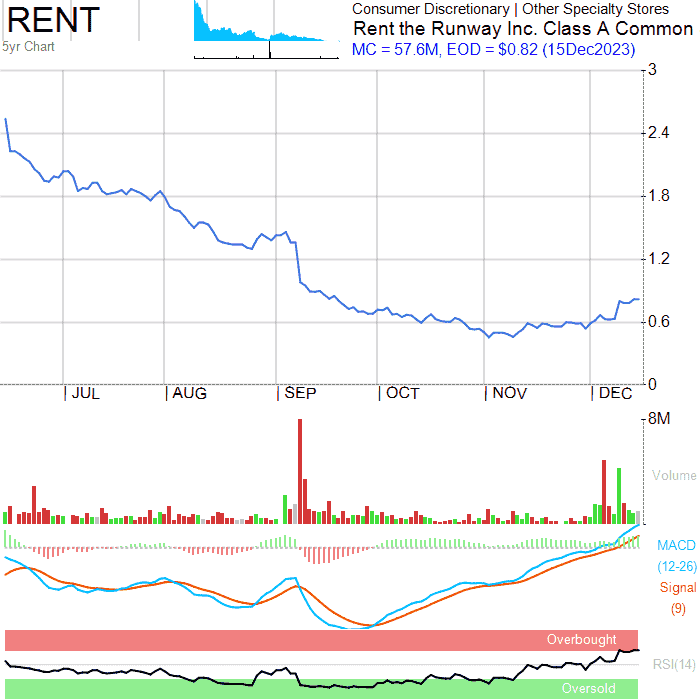 RENT
5yr Chart
Consumer Discretionary | Other Specialty Stores
Rent the Runway Inc. Class A Common
MC = 57.6M, EOD = $0.82 (15Dec2023)
3
2.4
1.8
1.2
0.6
0
JUL AUG SEP OCT NOV DEC
8M
Volume
MACD
(12-26)
Signal
(9)
Overbought
RSI(14)
Oversold